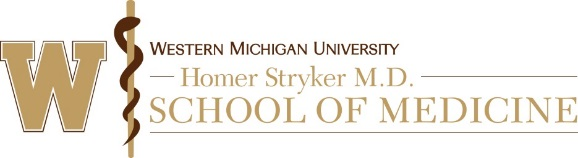 W
WESTERN MICHIGAN UNIVERSITY
Homer Stryker M.D.
SCHOOL OF MEDICINE